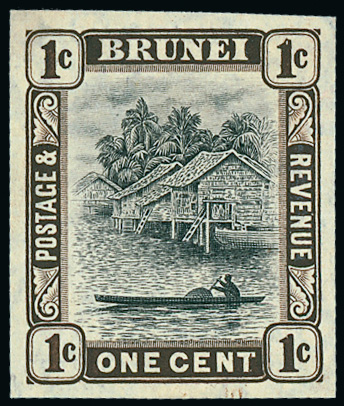 1c BRUNEI 1c
POSTAGE &
REVENUE
1c ONE CENT 1c